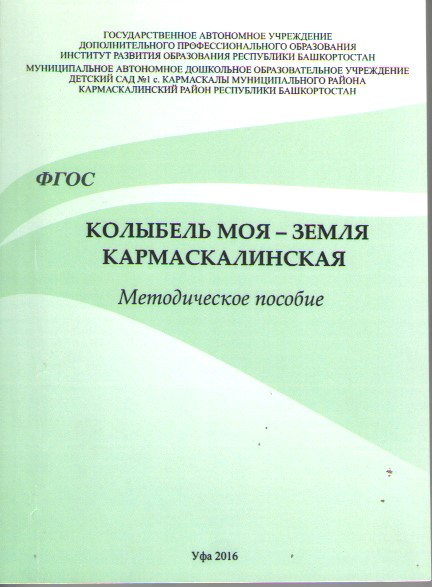 ГОСУДАРСТВЕННОЕ АВТОНОМНОЕ УЧРЕЖДЕНИЕ
ДОПОЛНИТЕЛЬНОГО ПРОФЕССИОНАЛЬНОГО ОБРАЗОВАНИЯ
ИНСТИТУТ РАЗВИТИЯ ОБРАЗОВАНИЯ РЕСПУБЛИКИ БАШКОРТОСТАН
МУНИЦИПАЛЬНОЕ АВТОНОМНОЕ ДОШКОЛЬНОЕ ОБРАЗОВАТЕЛЬНОЕ УЧРЕЖДЕНИЕ
ДЕТСКИЙ САД №1 с. КАРМАСКАЛЫ МУНИЦИПАЛЬНОГО РАЙОНА
КАРМАСКАЛИНСКИЙ РАЙОН РЕСПУБЛИКИ БАШКОРТОСТАН
ФГОС
КОЛЫБЕЛЬ МОЯ – ЗЕМЛЯ
КАРМАСКАЛИНСКАЯ
Методическое пособие
Уфа 2016